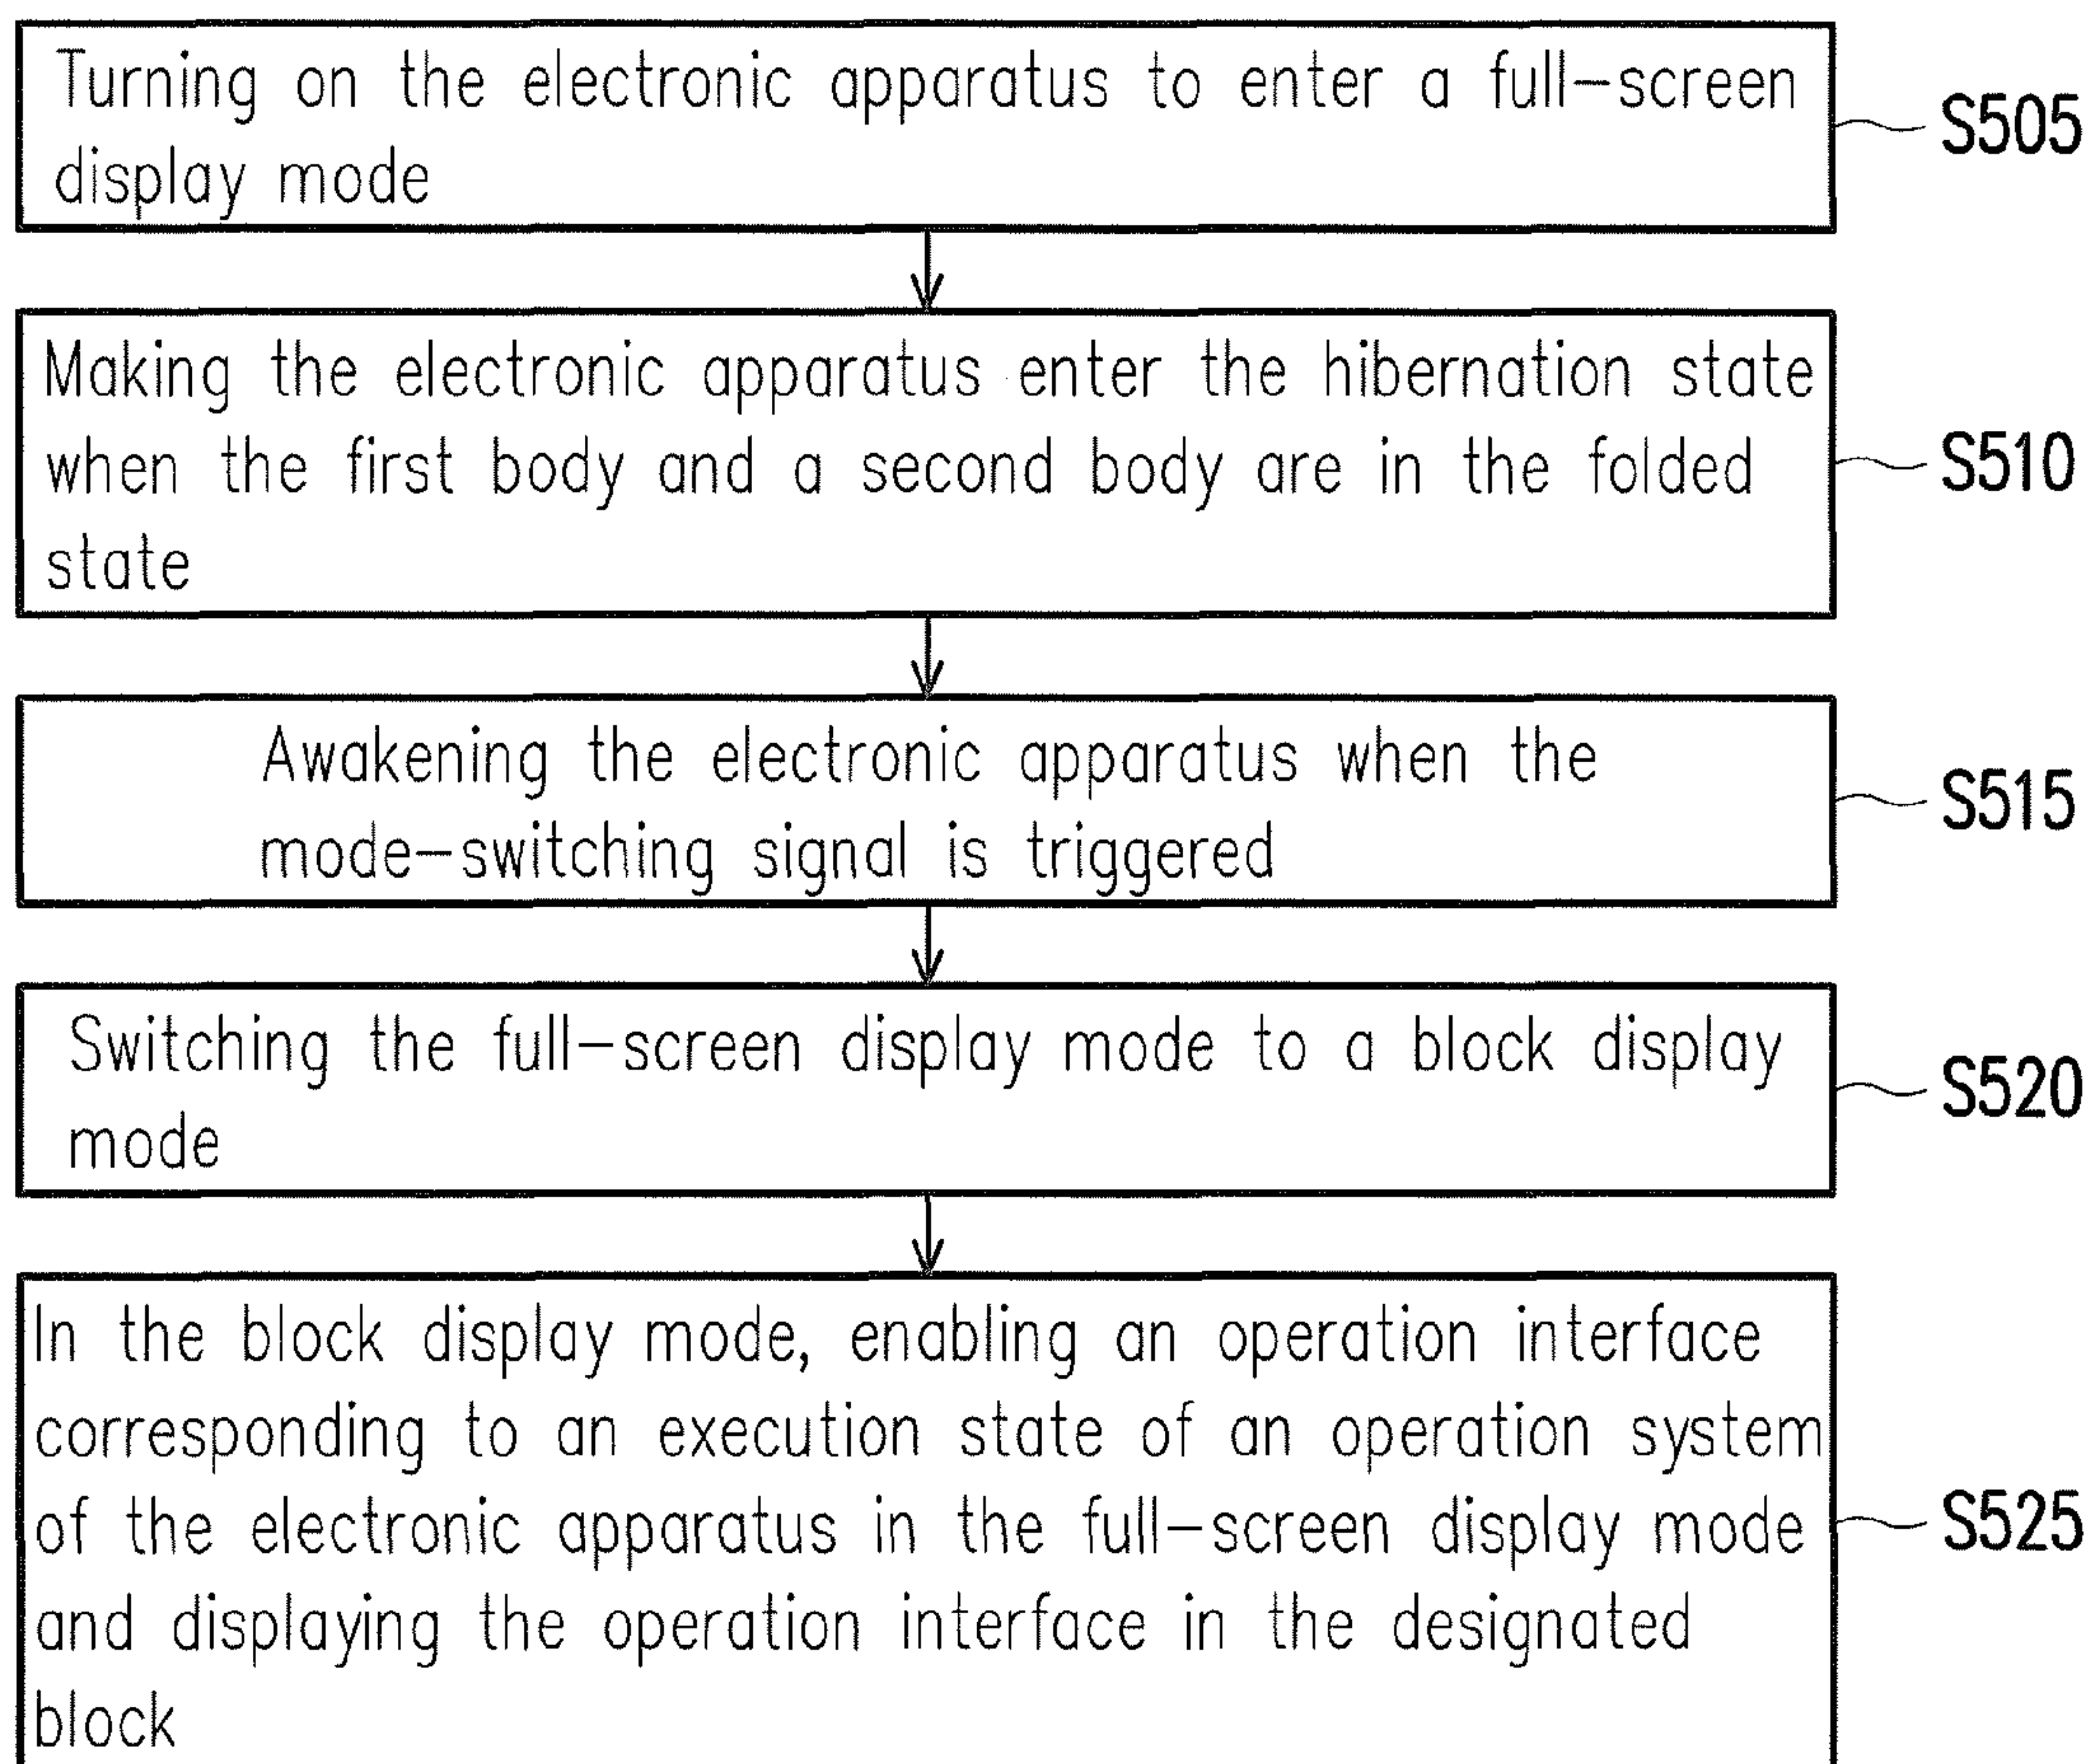 Turning on the electronic apparatus to enter a full-screen
display mode
S505
Making the electronic apparatus enter the hibernation state
when the first body and a second body are in the folded
state
S510
Awakening the electronic apparatus when the
mode-switching signal is triggered
S515
Switching the full-screen display mode to a block display
mode
S520
In the block display mode, enabling an operation interface
corresponding to an execution state of an operation system
of the electronic apparatus in the full-screen display mode
and displaying the operation interface in the designated
block
S525